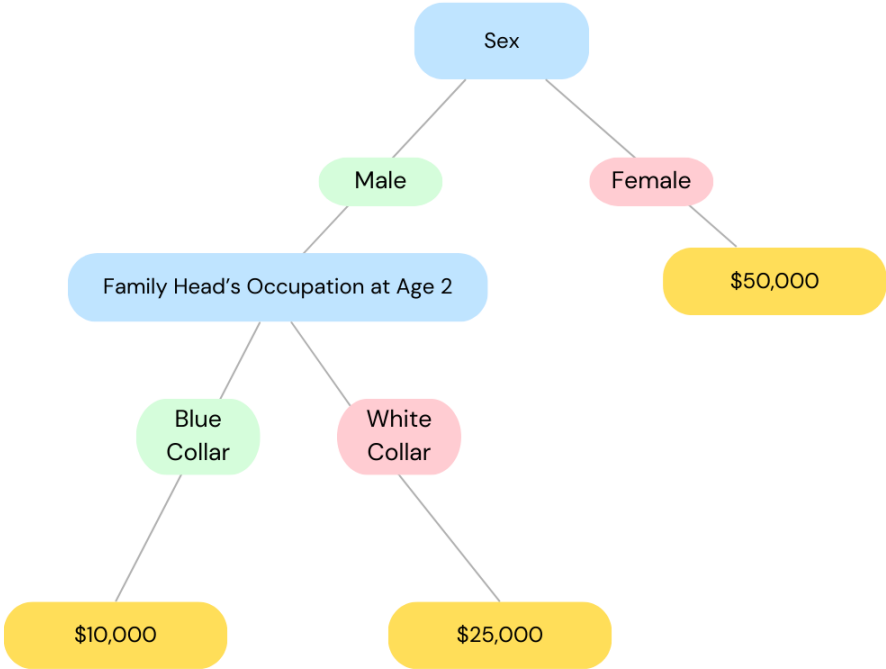 Sex
Male
Female
Family Head’s Occupation at Age 2
$50,000
Blue
Collar
White
Collar
$10,000
$25,000